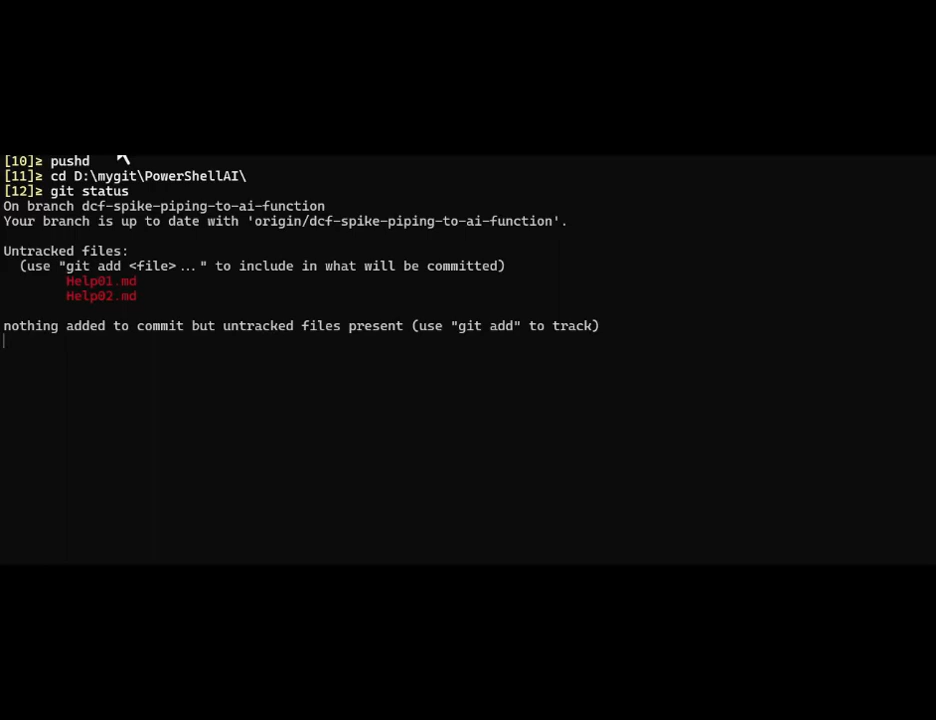 [10]≥ pushd
[11]≥ cd D:\mygit\PowerShellAI\
[12]≥ git status
On branch dcf-spike-piping-to-ai-function
Your branch is up to date with 'origin/dcf-spike-piping-to-ai-function'.
Untracked files:
(use "git add <file>..." to include in what will be committed)
Help01.md
Help02.md
nothing added to commit but untracked files present (use "git add" to track)